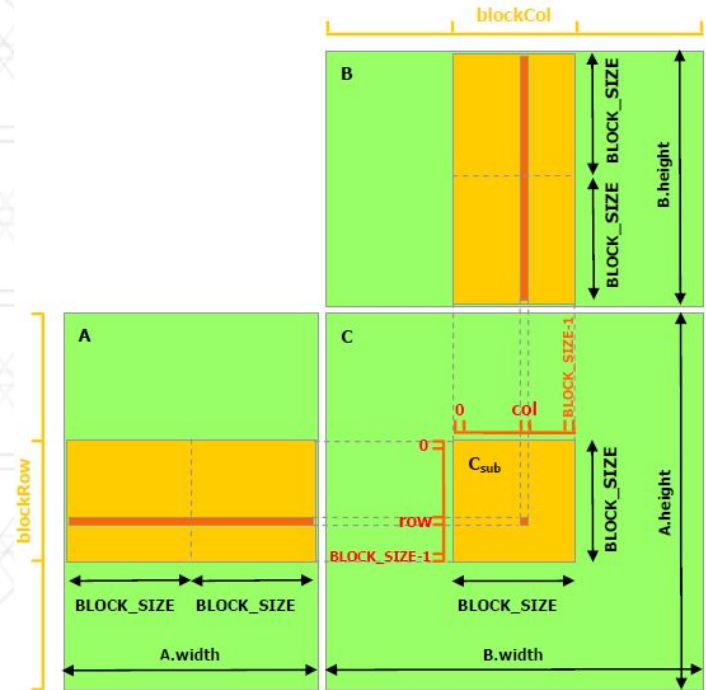 blockCol
B
BLOCK_SIZE
B.height
BLOCK_SIZE
A
C
BLOCK_SIZE-1
0
col
blockRow
0
Csub
BLOCK_SIZE
A.height
row
BLOCK_SIZE-1
BLOCK_SIZE
BLOCK_SIZE
BLOCK_SIZE
A.width
B.width